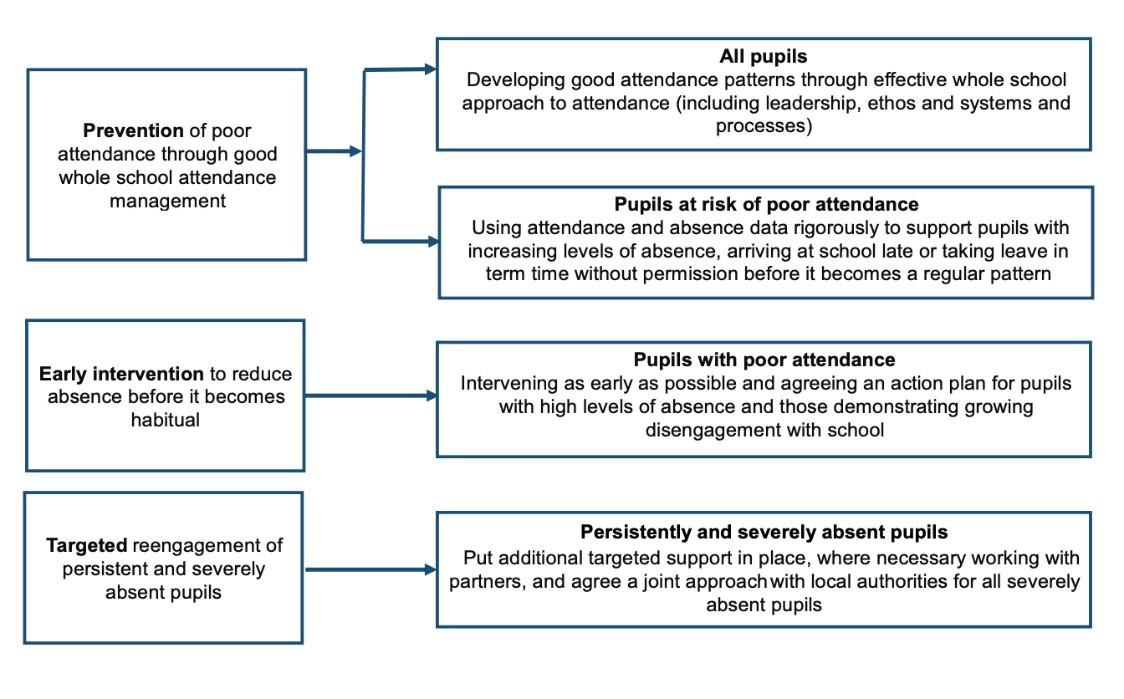 Prevention of poor
attendance through good
whole school attendance
management
All pupils
Developing good attendance patterns through effective whole school
approach to attendance (including leadership, ethos and systems and
processes)
Pupils at risk of poor attendance
Using attendance and absence data rigorously to support pupils with
increasing levels of absence, arriving at school late or taking leave in
term time without permission before it becomes a regular pattern
Early intervention to reduce
absence before it becomes
habitual
Pupils with poor attendance
Intervening as early as possible and agreeing an action plan for pupils
with high levels of absence and those demonstrating growing
disengagement with school
Targeted reengagement of
persistent and severely
absent pupils
Persistently and severely absent pupils
Put additional targeted support in place, where necessary working with
partners, and agree a joint approach with local authorities for all severely
absent pupils